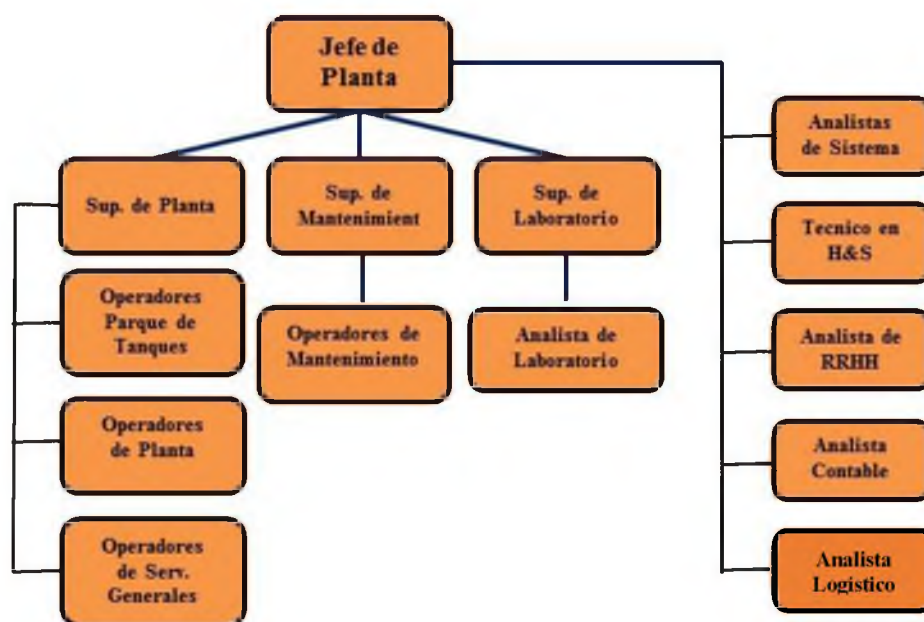 Jefe de
Planta
Sup. de Planta
Sup. de
Mantenimient
Sup. de
Laboratorio
Operadores
Parque de
Tanques
Operadores de
Mantenimiento
Analista de
Laboratorio
Operadores
de Planta
Operadores
de Serv.
Generales
Analistas
de Sistema
Tecnico en
H&S
Analista de
RRHH
Analista
Contable
Analista
Logístico